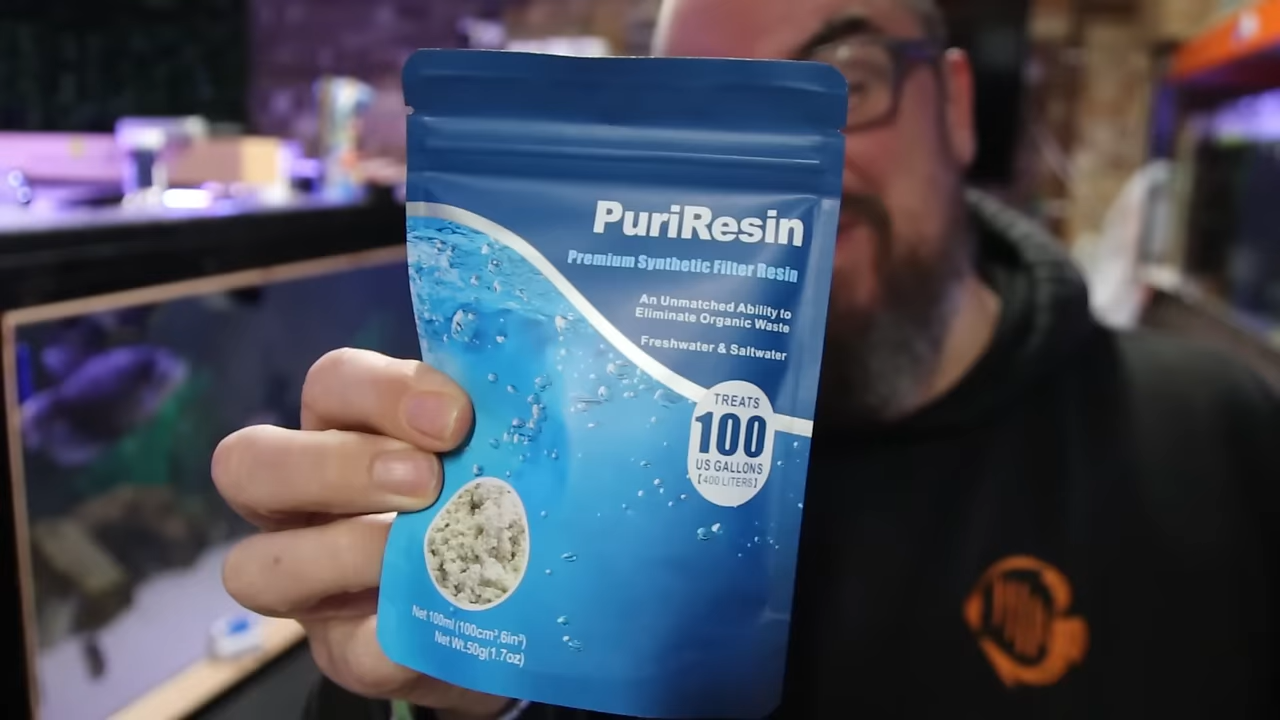 PuriResin
Premium Synthetic Filter Resin
An Unmatched Ability to
Eliminate Organic Waste
Freshwater & Saltwater
TREATS
100
US GALLONS
【400 LITERS】
Net 100ml (100cm³,6in³)
Net Wt.50g(1.7oz)